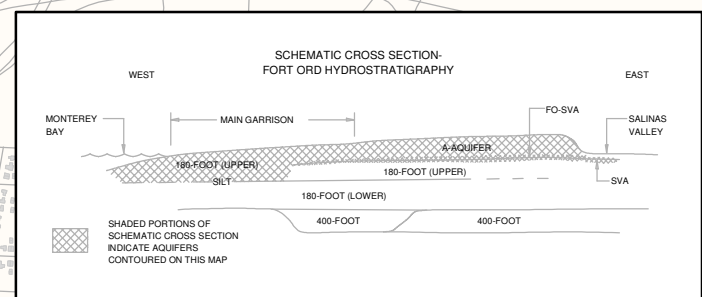 SCHEMATIC CROSS SECTION-
FORT ORD HYDROSTRATIGRAPHY
WEST
EAST
FO-SVA
MONTEREY
BAY
MAIN GARRISON
SALINAS
VALLEY
A-AQUIFER
180-FOOT (UPPER)
180-FOOT (UPPER)
SILT
SVA
180-FOOT (LOWER)
400-FOOT
400-FOOT
SHADED PORTIONS OF
SCHEMATIC CROSS SECTION
INDICATE AQUIFERS
CONTOURED ON THIS MAP